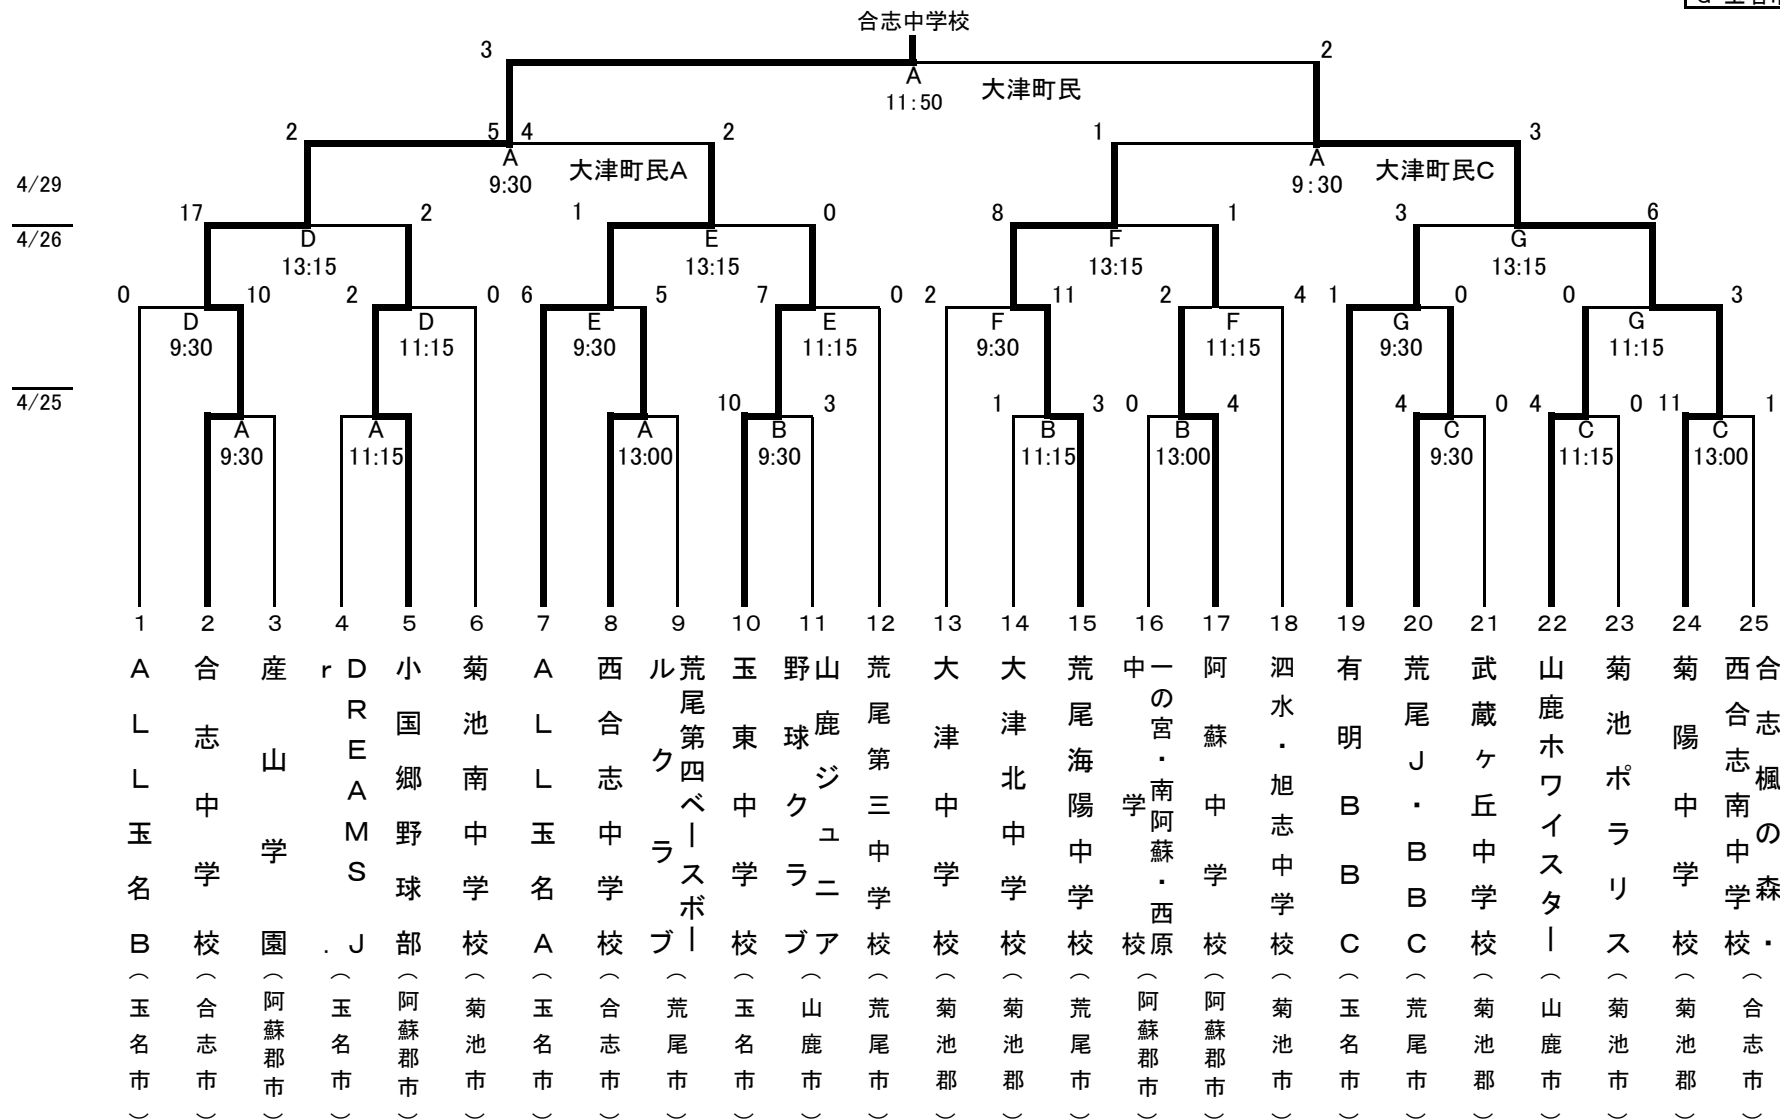 合志中学校
3 2
A
11:50
大津町民
2 5 4 2 1 3
A
9:30
大津町民A
A
9:30
大津町民C
4/29
17 2 1 0 8 1 3 6
4/26
D E F G
13:15 13:15 13:15 13:15
0 10 2 0 6 5 7 0 2 11 2 4 1 0 0 3
D D E E F F G G
9:30 11:15 9:30 11:15 9:30 11:15 9:30 11:15
4/25
10 3 1 3 0 4 4 0 4 0 11 1
A A A B B B C C C
9:30 11:15 13:00 9:30 11:15 13:00 9:30 11:15 13:00
1 2 3 4 5 6 7 8 9 10 11 12 13 14 15 16 17 18 19 20 21 22 23 24 25
ALL玉名B(玉名市)
合志中学校(合志市)
産山学園(阿蘇郡市)
DREAMS J
r.(玉名市)
小国郷野球部(阿蘇郡市)
菊池南中学校(菊池市)
ALL玉名A(玉名市)
西合志中学校(合志市)
荒尾第四ベースボー
ルクラブ(荒尾市)
玉東中学校(玉名市)
山鹿ジュニア
野球クラブ(山鹿市)
荒尾第三中学校(荒尾市)
大津中学校(菊池郡)
大津北中学校(菊池郡)
荒尾海陽中学校(荒尾市)
一の宮・南阿蘇・西原
中学校(阿蘇郡市)
阿蘇中学校(阿蘇郡市)
泗水・旭志中学校(菊池市)
有明BBC(玉名市)
荒尾J・BBC(荒尾市)
武蔵ヶ丘中学校(菊池郡)
山鹿ホワイスター(山鹿市)
菊池ポラリス(菊池市)
菊陽中学校(菊池郡)
合志楓の森・
西合志南中学校(合志市)